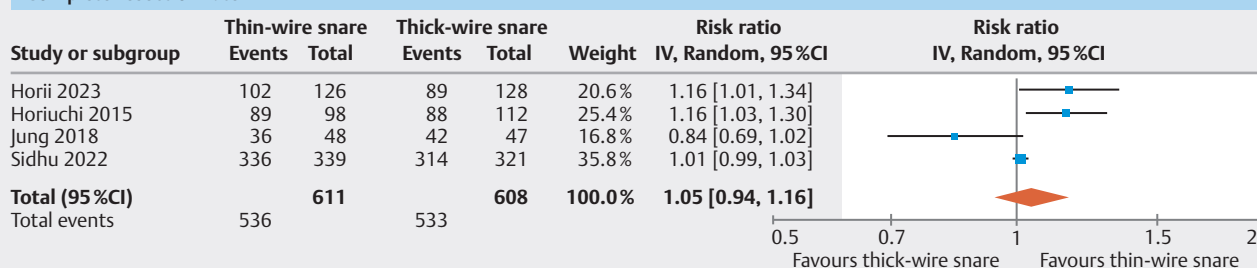 Thin-wire snare Thick-wire snare Risk ratio Risk ratio
Study or subgroup Events Total Events Total Weight IV, Random, 95 %CI IV, Random, 95 %CI
Horii 2023 102 126 89 128 20.6 % 1.16 [1.01, 1.34]
Horiuchi 2015 89 98 88 112 25.4 % 1.16 [1.03, 1.30]
Jung 2018 36 48 42 47 16.8 % 0.84 [0.69, 1.02]
Sidhu 2022 336 339 314 321 35.8 % 1.01 [0.99, 1.03]
Total (95 %CI) 611 608 100.0 % 1.05 [0.94, 1.16]
Total events 536 533
0.5 0.7 1 1.5 2
Favours thick-wire snare Favours thin-wire snare